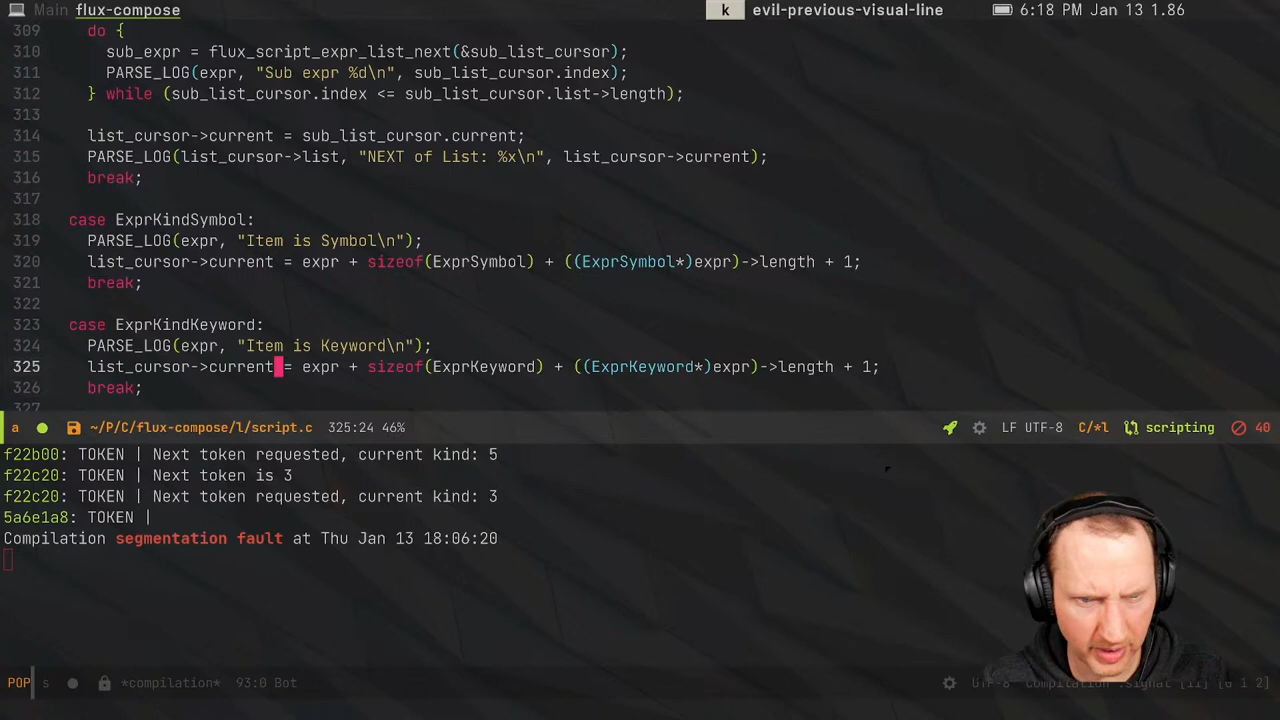 Main flux-compose k evil-previous-visual-line 6:18 PM Jan 13 1.86
309 do {
310 sub_expr = flux_script_expr_list_next(&sub_list_cursor);
311 PARSE_LOG(expr, "Sub expr %d\n", sub_list_cursor.index);
312 } while (sub_list_cursor.index <= sub_list_cursor.list->length);
313
314 list_cursor->current = sub_list_cursor.current;
315 PARSE_LOG(list_cursor->list, "NEXT of List: %x\n", list_cursor->current);
316 break;
317
318 case ExprKindSymbol:
319 PARSE_LOG(expr, "Item is Symbol\n");
320 list_cursor->current = expr + sizeof(ExprSymbol) + ((ExprSymbol*)expr)->length + 1;
321 break;
322
323 case ExprKindKeyword:
324 PARSE_LOG(expr, "Item is Keyword\n");
325 list_cursor->current = expr + sizeof(ExprKeyword) + ((ExprKeyword*)expr)->length + 1;
326 break;
327
a ~/P/C/flux-compose/l/script.c 325:24 46% LF UTF-8 C/*l scripting 40
f22b00: TOKEN | Next token requested, current kind: 5
f22c20: TOKEN | Next token is 3
f22c20: TOKEN | Next token requested, current kind: 3
5a6e1a8: TOKEN |
Compilation segmentation fault at Thu Jan 13 18:06:20
POP s *compilation* 93:0 Bot UTF-8